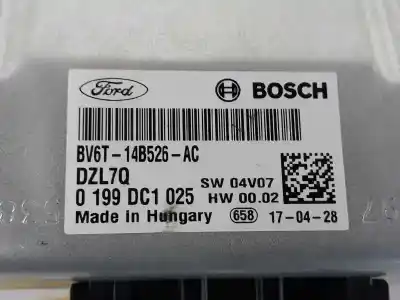 Ford BOSCH
BV6T-14B526-AC
DZL7Q SW 04V07
0 199 DC1 025 HW 00.02
Made in Hungary 658 17-04-28